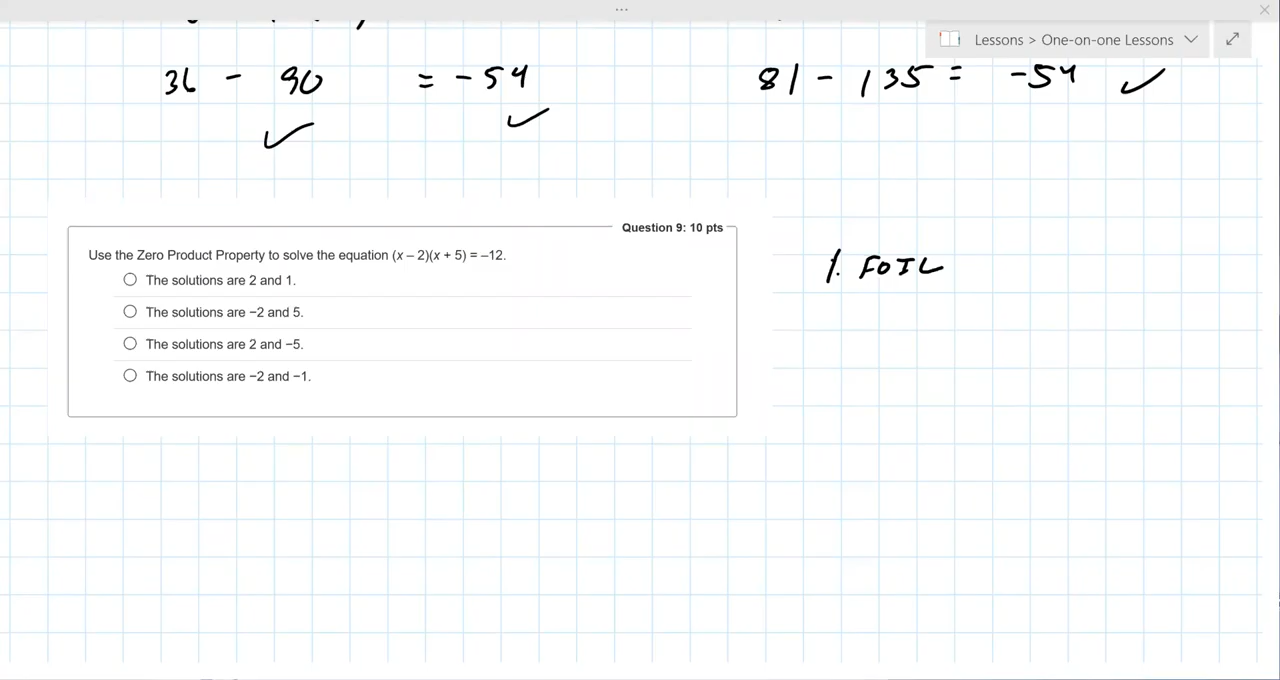 Lessons > One-on-one Lessons
36 - 90 = -54
81 - 135 = -54
Question 9: 10 pts
Use the Zero Product Property to solve the equation (x – 2)(x + 5) = –12.
The solutions are 2 and 1.
The solutions are −2 and 5.
The solutions are 2 and −5.
The solutions are −2 and −1.
1. FOIL